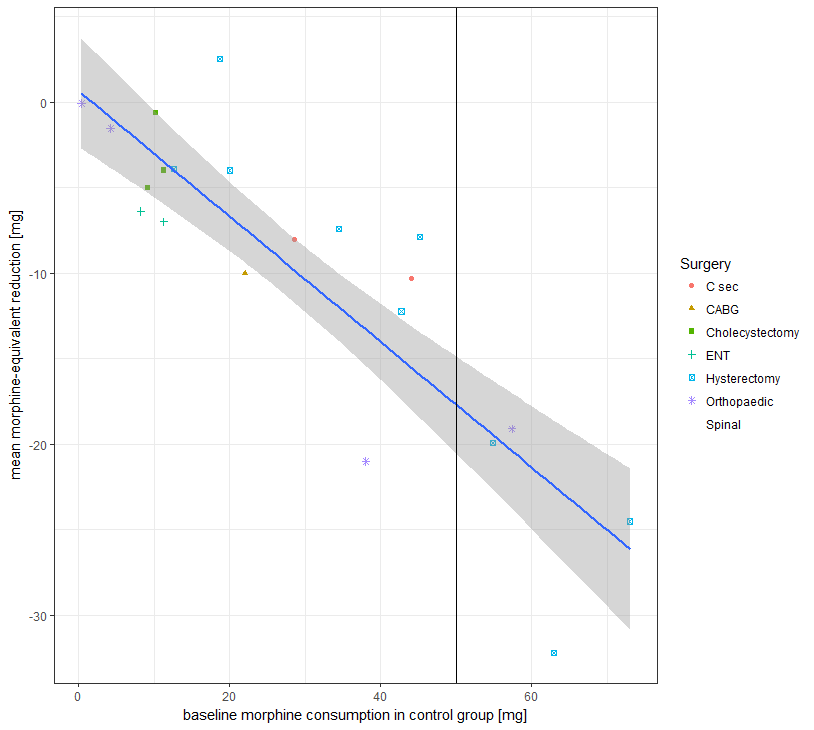 mean morphine-equivalent reduction [mg]
0
-10
-20
-30
0 20 40 60
baseline morphine consumption in control group [mg]
Surgery
C sec
CABG
Cholecystectomy
ENT
Hysterectomy
Orthopaedic
Spinal